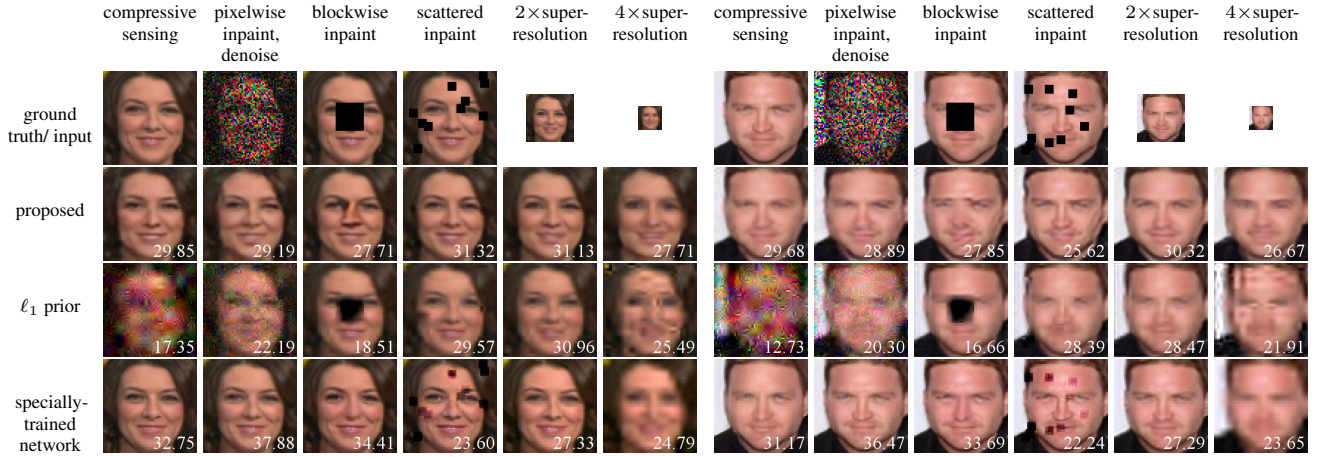 compressive pixelwise blockwise scattered 2×super- 4×super- compressive pixelwise blockwise scattered 2×super- 4×super-
sensing inpaint, inpaint inpaint resolution resolution sensing inpaint, inpaint inpaint resolution resolution
denoise denoise
ground
truth/ input
proposed
29.85 29.19 27.71 31.32 31.13 27.71 29.68 28.89 27.85 25.62 30.32 26.67
ℓ1 prior
17.35 22.19 18.51 29.57 30.96 25.49 12.73 20.30 16.66 28.39 28.47 21.91
specially-
trained
network
32.75 37.88 34.41 23.60 27.33 24.79 31.17 36.47 33.69 22.24 27.29 23.65